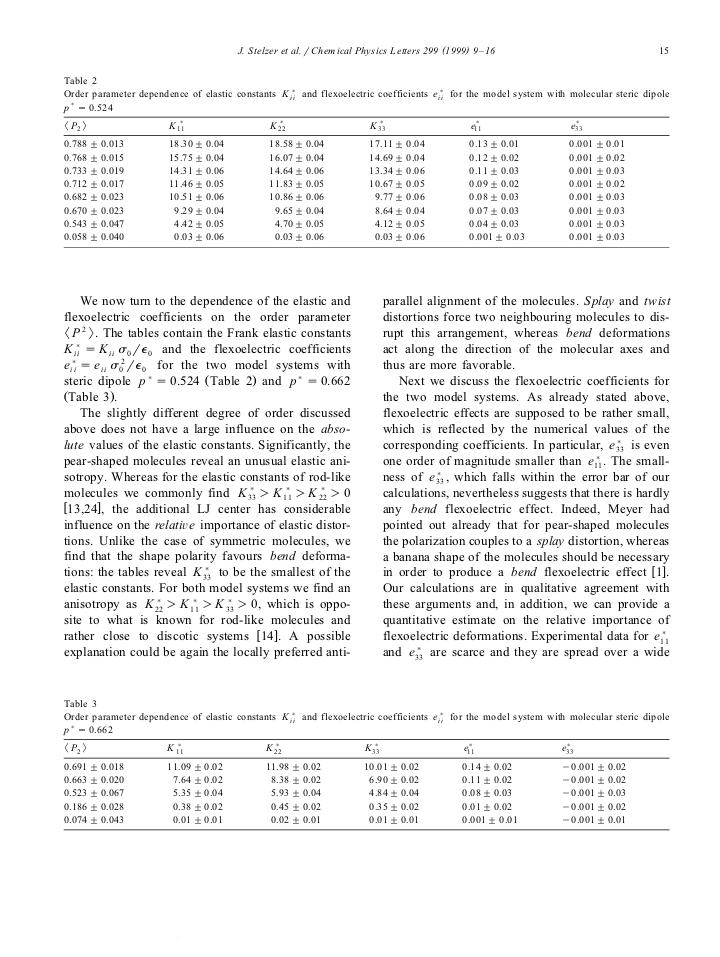 J. Stelzer et al. / Chemical Physics Letters 299 (1999) 9–16 15
Table 2
Order parameter dependence of elastic constants K*ii and flexoelectric coefficients e*ii for the model system with molecular steric dipole
p* = 0.524
⟨P2⟩ K*11 K*22 K*33 e*11 e*33
0.788 ± 0.013 18.30 ± 0.04 18.58 ± 0.04 17.11 ± 0.04 0.13 ± 0.01 0.001 ± 0.01
0.768 ± 0.015 15.75 ± 0.04 16.07 ± 0.04 14.69 ± 0.04 0.12 ± 0.02 0.001 ± 0.02
0.733 ± 0.019 14.31 ± 0.06 14.64 ± 0.06 13.34 ± 0.06 0.11 ± 0.03 0.001 ± 0.03
0.712 ± 0.017 11.46 ± 0.05 11.83 ± 0.05 10.67 ± 0.05 0.09 ± 0.02 0.001 ± 0.02
0.682 ± 0.023 10.51 ± 0.06 10.86 ± 0.06 9.77 ± 0.06 0.08 ± 0.03 0.001 ± 0.03
0.670 ± 0.023 9.29 ± 0.04 9.65 ± 0.04 8.64 ± 0.04 0.07 ± 0.03 0.001 ± 0.03
0.543 ± 0.047 4.42 ± 0.05 4.70 ± 0.05 4.12 ± 0.05 0.04 ± 0.03 0.001 ± 0.03
0.058 ± 0.040 0.03 ± 0.06 0.03 ± 0.06 0.03 ± 0.06 0.001 ± 0.03 0.001 ± 0.03
We now turn to the dependence of the elastic and
flexoelectric coefficients on the order parameter
⟨P2⟩. The tables contain the Frank elastic constants
K*ii = Kii σ0/ϵ0 and the flexoelectric coefficients
e*ii = eii σ0²/ϵ0 for the two model systems with
steric dipole p* = 0.524 (Table 2) and p* = 0.662
(Table 3).
The slightly different degree of order discussed
above does not have a large influence on the abso-
lute values of the elastic constants. Significantly, the
pear-shaped molecules reveal an unusual elastic ani-
sotropy. Whereas for the elastic constants of rod-like
molecules we commonly find K*33 > K*11 > K*22 > 0
[13,24], the additional LJ center has considerable
influence on the relative importance of elastic distor-
tions. Unlike the case of symmetric molecules, we
find that the shape polarity favours bend deforma-
tions: the tables reveal K*33 to be the smallest of the
elastic constants. For both model systems we find an
anisotropy as K*22 > K*11 > K*33 > 0, which is oppo-
site to what is known for rod-like molecules and
rather close to discotic systems [14]. A possible
explanation could be again the locally preferred anti-
parallel alignment of the molecules. Splay and twist
distortions force two neighbouring molecules to dis-
rupt this arrangement, whereas bend deformations
act along the direction of the molecular axes and
thus are more favorable.
Next we discuss the flexoelectric coefficients for
the two model systems. As already stated above,
flexoelectric effects are supposed to be rather small,
which is reflected by the numerical values of the
corresponding coefficients. In particular, e*33 is even
one order of magnitude smaller than e*11. The small-
ness of e*33, which falls within the error bar of our
calculations, nevertheless suggests that there is hardly
any bend flexoelectric effect. Indeed, Meyer had
pointed out already that for pear-shaped molecules
the polarization couples to a splay distortion, whereas
a banana shape of the molecules should be necessary
in order to produce a bend flexoelectric effect [1].
Our calculations are in qualitative agreement with
these arguments and, in addition, we can provide a
quantitative estimate on the relative importance of
flexoelectric deformations. Experimental data for e*11
and e*33 are scarce and they are spread over a wide
Table 3
Order parameter dependence of elastic constants K*ii and flexoelectric coefficients e*ii for the model system with molecular steric dipole
p* = 0.662
⟨P2⟩ K*11 K*22 K*33 e*11 e*33
0.691 ± 0.018 11.09 ± 0.02 11.98 ± 0.02 10.01 ± 0.02 0.14 ± 0.02 −0.001 ± 0.02
0.663 ± 0.020 7.64 ± 0.02 8.38 ± 0.02 6.90 ± 0.02 0.11 ± 0.02 −0.001 ± 0.02
0.523 ± 0.067 5.35 ± 0.04 5.93 ± 0.04 4.84 ± 0.04 0.08 ± 0.03 −0.001 ± 0.03
0.186 ± 0.028 0.38 ± 0.02 0.45 ± 0.02 0.35 ± 0.02 0.01 ± 0.02 −0.001 ± 0.02
0.074 ± 0.043 0.01 ± 0.01 0.02 ± 0.01 0.01 ± 0.01 0.001 ± 0.01 −0.001 ± 0.01